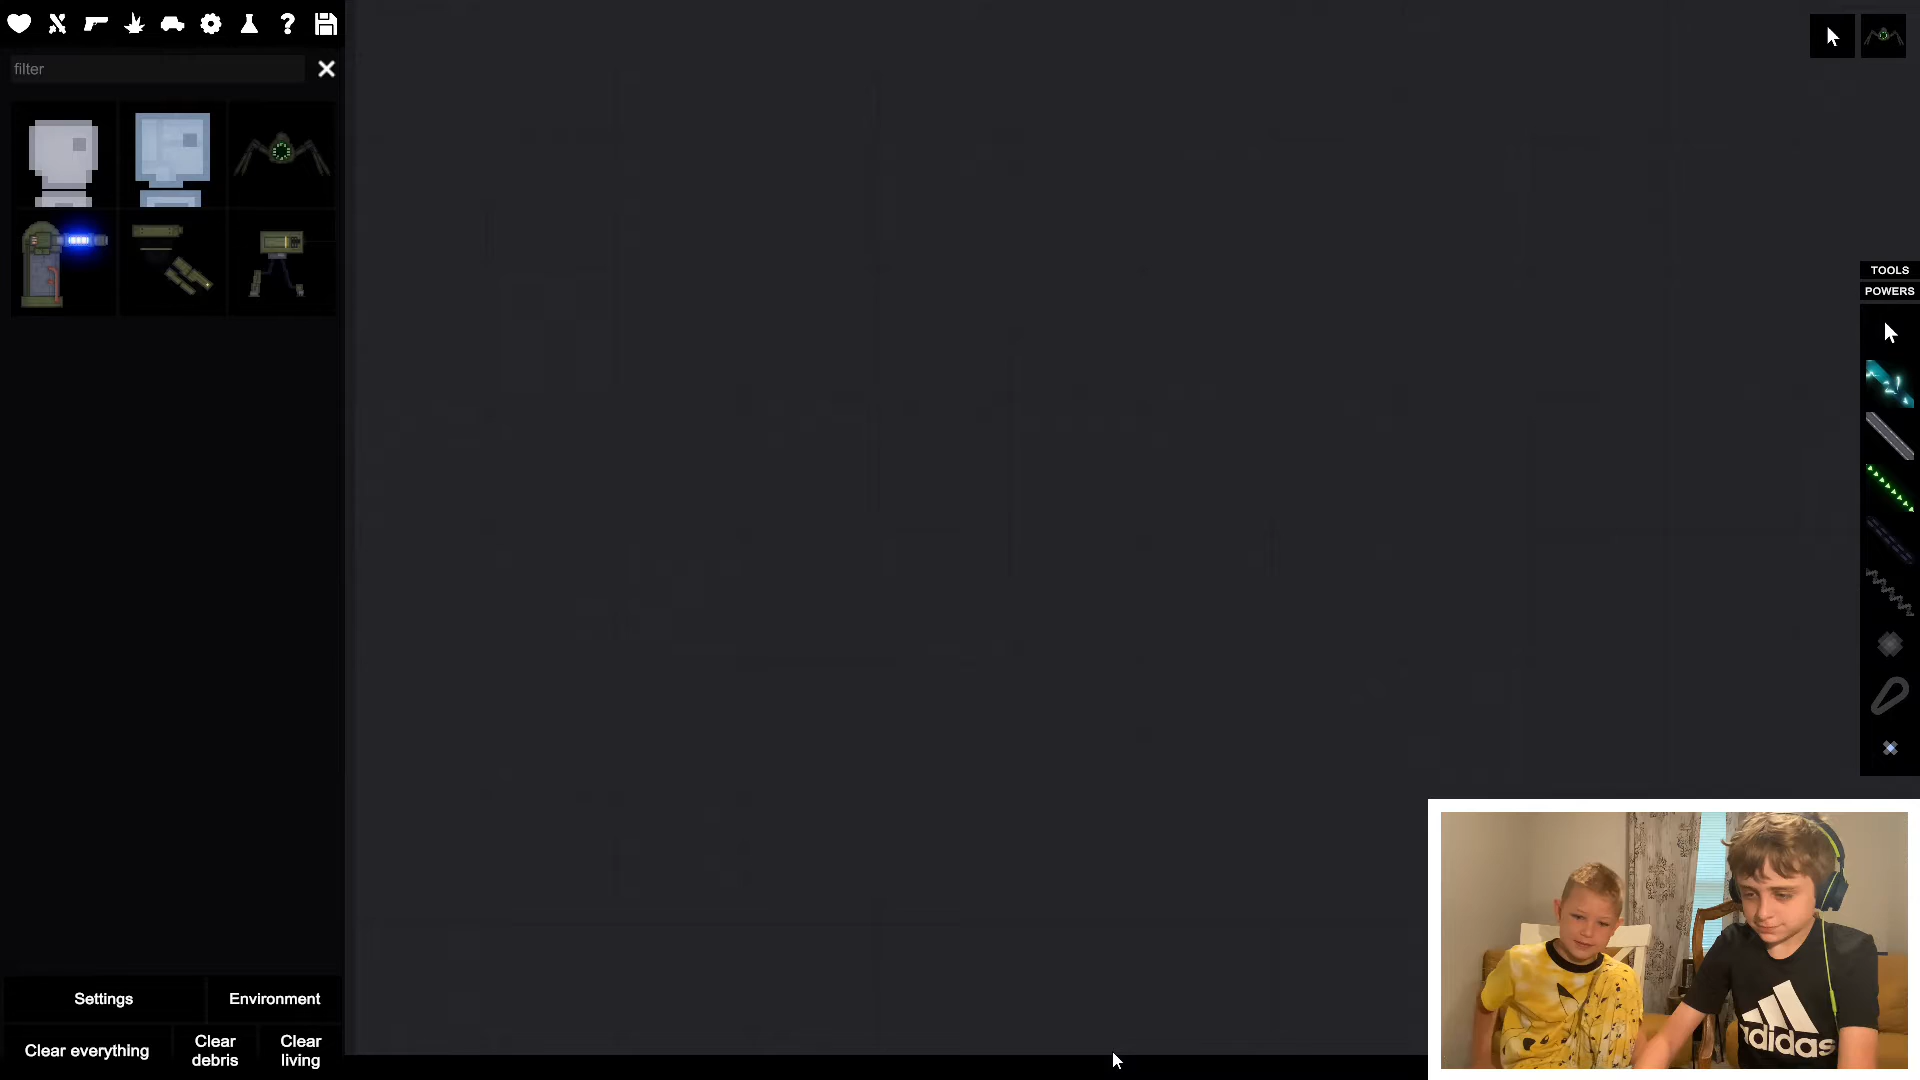 filter
TOOLS
POWERS
Settings
Environment
Clear everything
Clear debris
Clear living
adidas